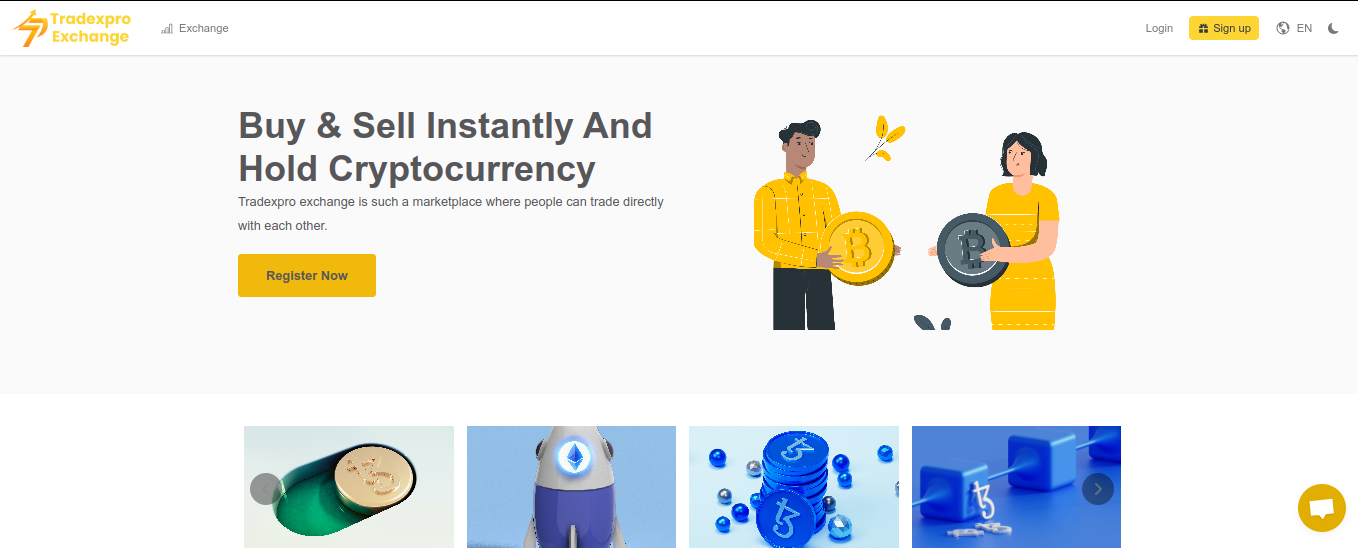 Tradexpro
Exchange
Exchange
Login
Sign up
EN
Buy & Sell Instantly And
Hold Cryptocurrency
Tradexpro exchange is such a marketplace where people can trade directly
with each other.
Register Now